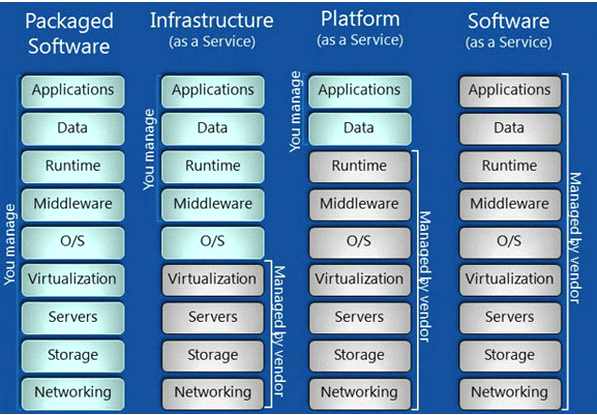 Packaged
Software
Applications
Data
Runtime
Middleware
O/S
Virtualization
Servers
Storage
Networking
You manage
Infrastructure
(as a Service)
Applications
Data
Runtime
Middleware
O/S
Virtualization
Servers
Storage
Networking
You manage
Managed by vendor
Platform
(as a Service)
Applications
Data
Runtime
Middleware
O/S
Virtualization
Servers
Storage
Networking
You manage
Managed by vendor
Software
(as a Service)
Applications
Data
Runtime
Middleware
O/S
Virtualization
Servers
Storage
Networking
Managed by vendor